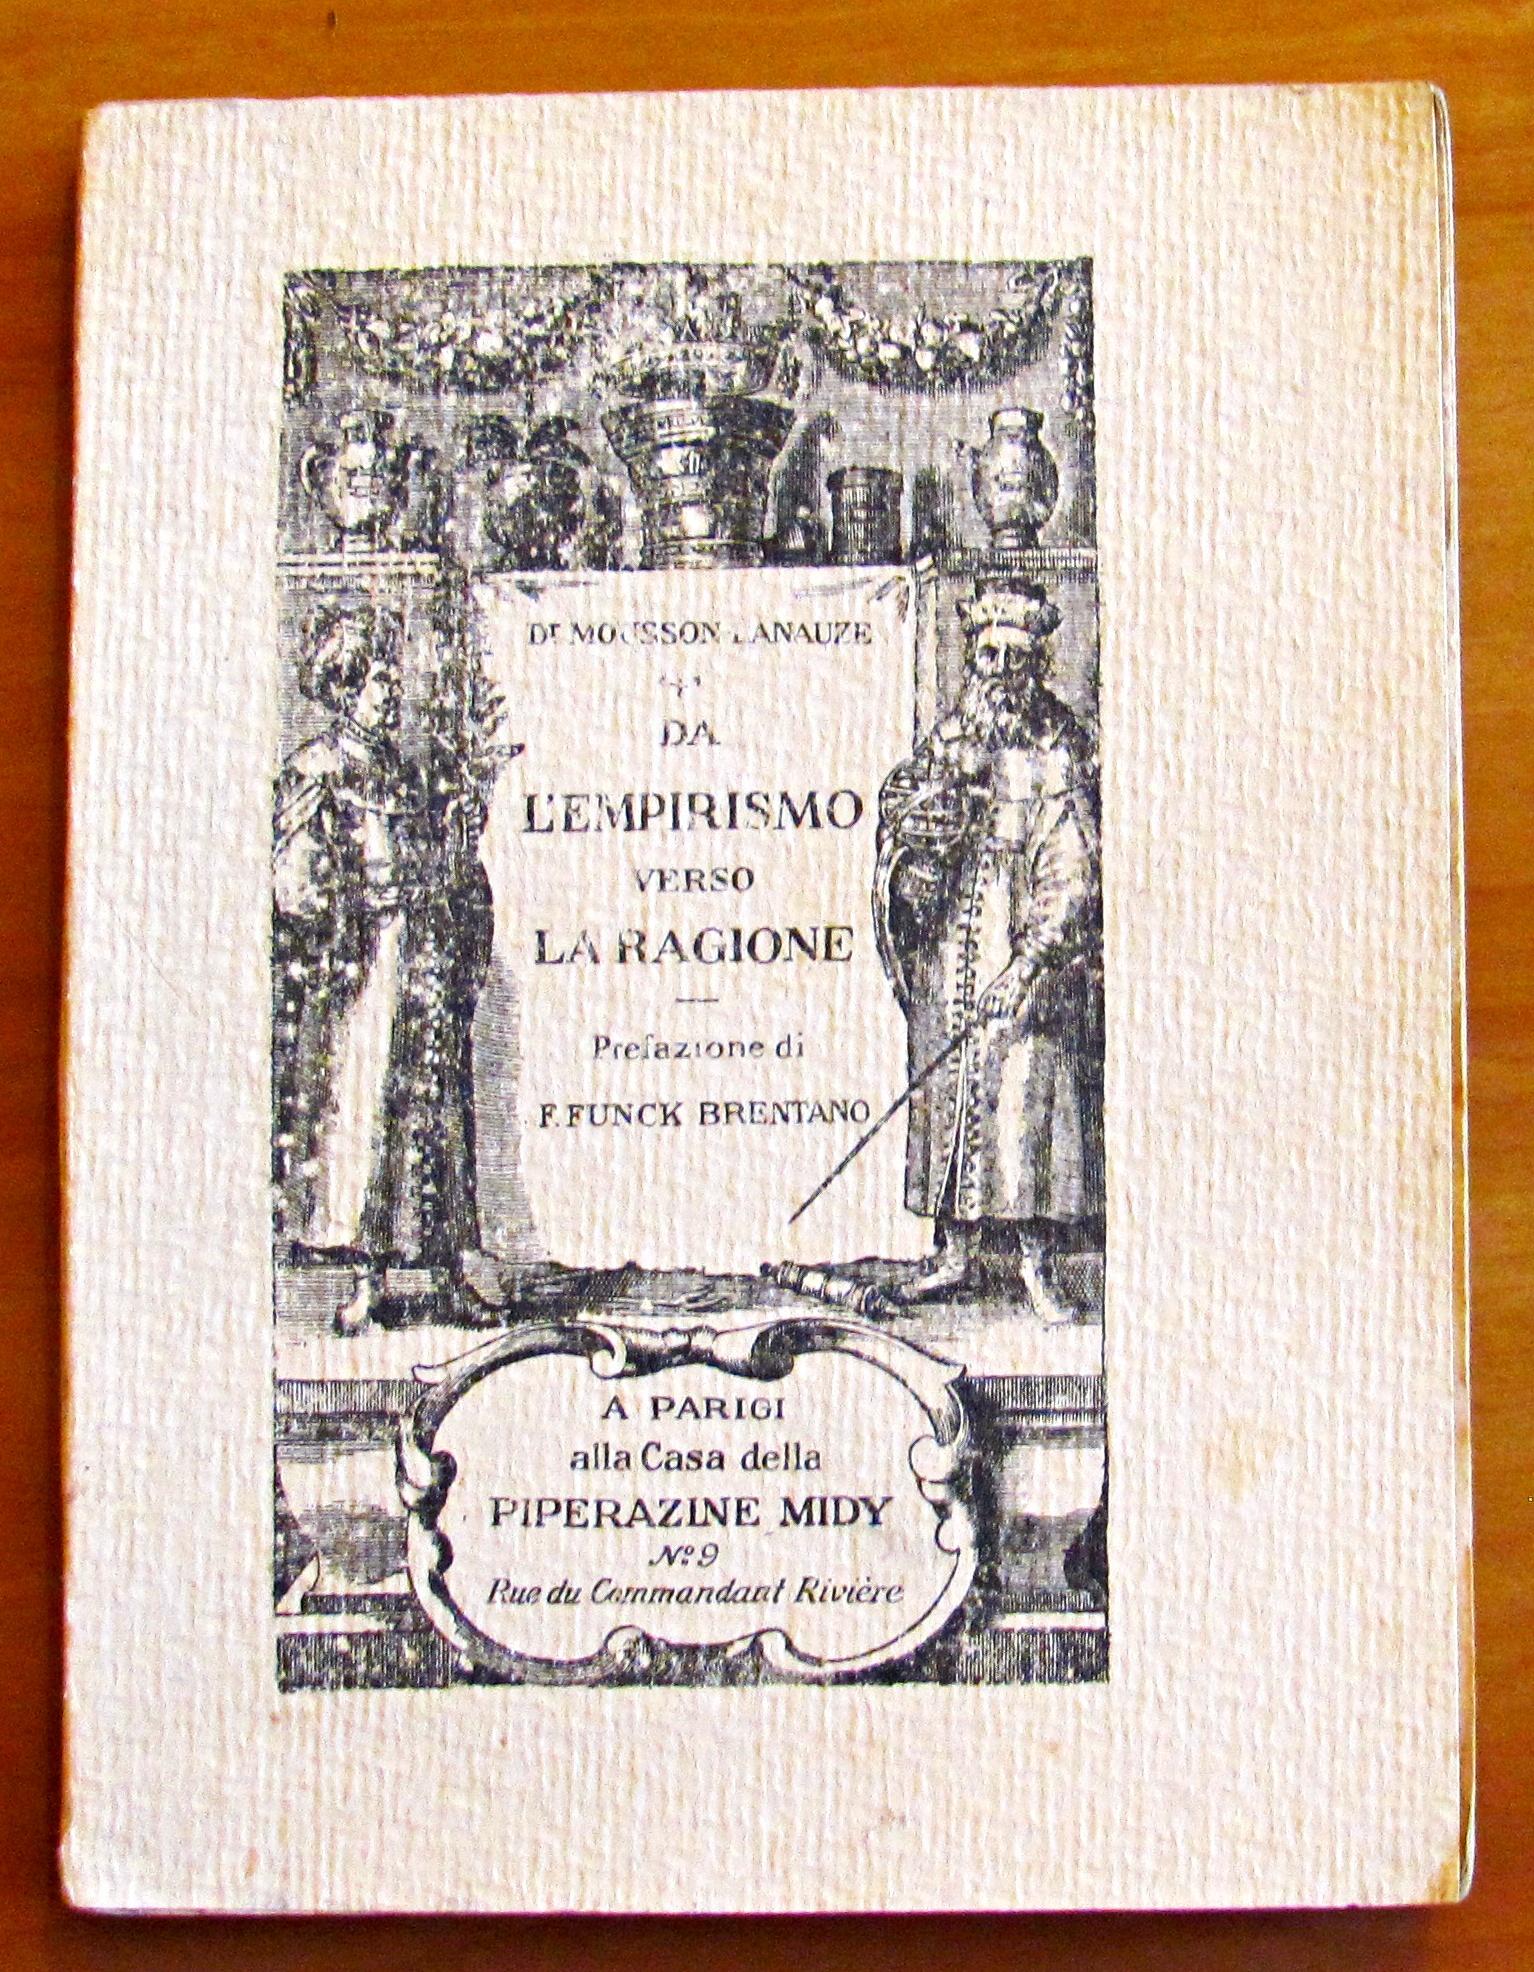 Dr MOUSSON LANAUZE
DA
L'EMPIRISMO
VERSO
LA RAGIONE
Prefazione di
F. FUNCK BRENTANO
A PARIGI
alla Casa della
PIPERAZINE MIDY
No 9
Rue du Commandant Rivière